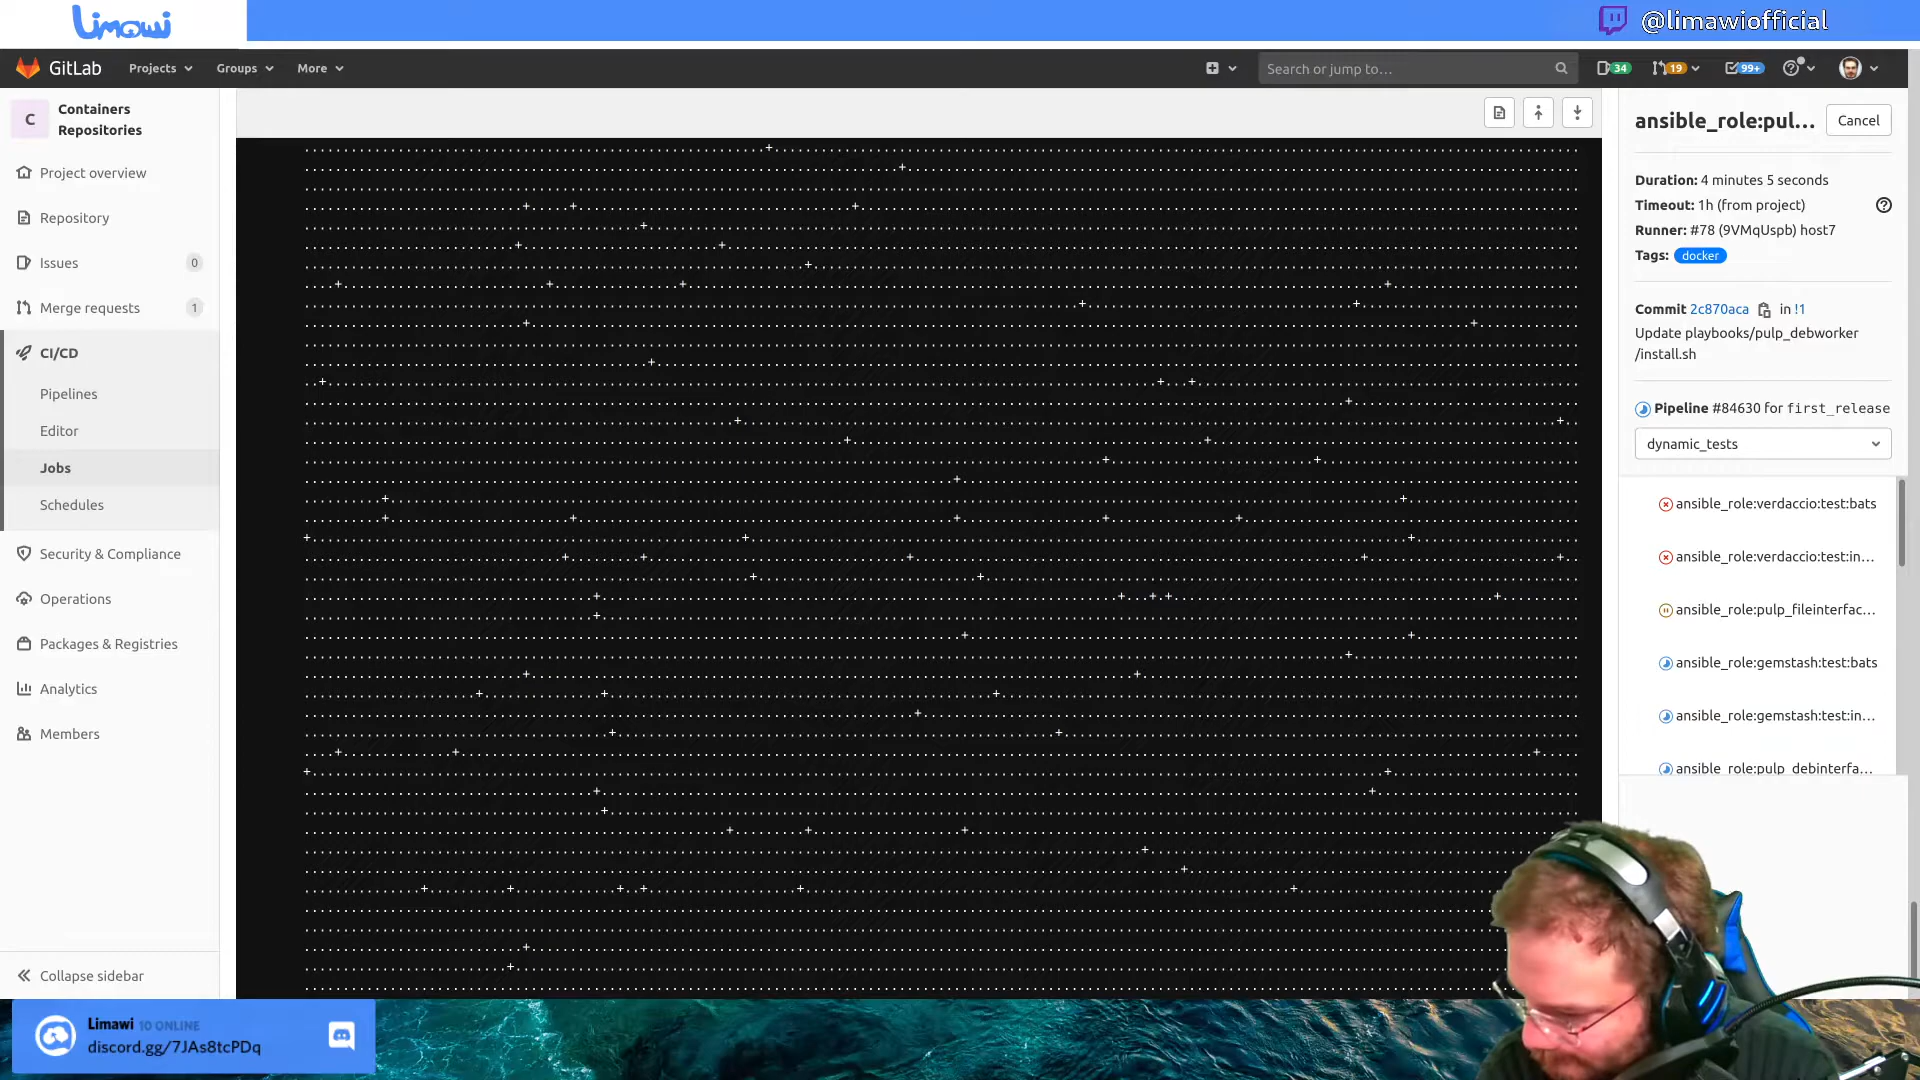 Limawi
@limawiofficial
GitLab
Projects
Groups
More
Search or jump to...
34
19
99+
C
Containers
Repositories
Project overview
Repository
Issues
0
Merge requests
1
CI/CD
Pipelines
Editor
Jobs
Schedules
Security & Compliance
Operations
Packages & Registries
Analytics
Members
Collapse sidebar
ansible_role:pul...
Cancel
Duration: 4 minutes 5 seconds
Timeout: 1h (from project)
Runner: #78 (9VMqUspb) host7
Tags: docker
Commit 2c870aca in !1
Update playbooks/pulp_debworker
/install.sh
Pipeline #84630 for first_release
dynamic_tests
ansible_role:verdaccio:test:bats
ansible_role:verdaccio:test:in...
ansible_role:pulp_fileinterfac...
ansible_role:gemstash:test:bats
ansible_role:gemstash:test:in...
ansible_role:pulp_debinterfa...
Limawi 10 ONLINE
discord.gg/7JAs8tcPDq